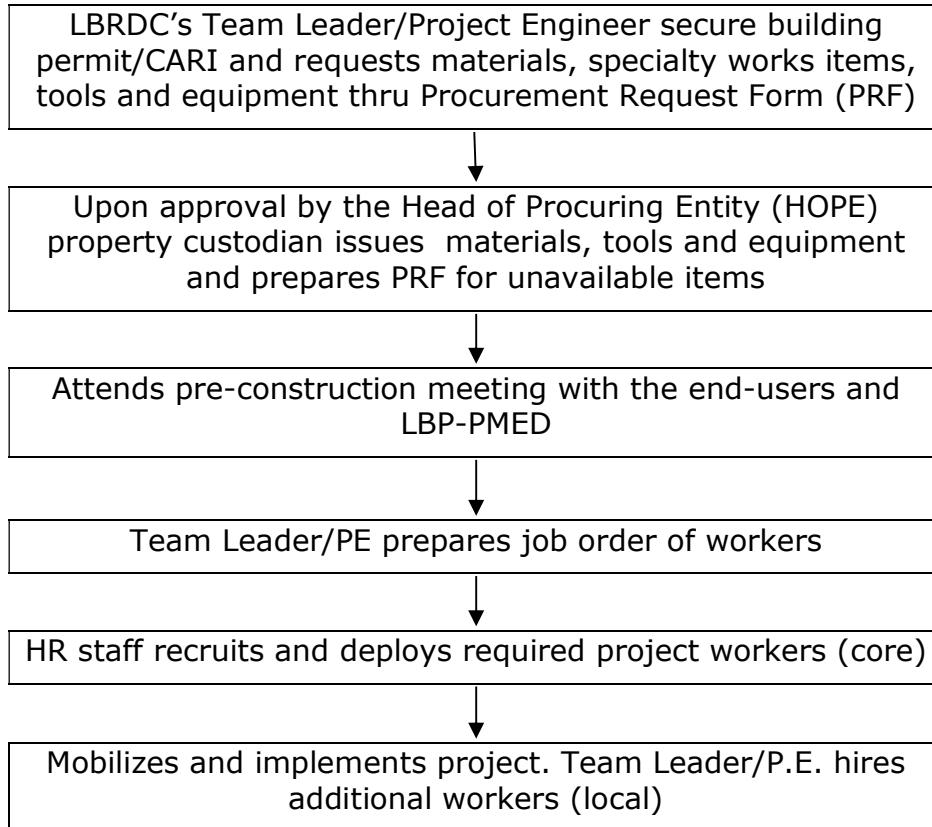 LBRDC's Team Leader/Project Engineer secure building
permit/CARI and requests materials, specialty works items,
tools and equipment thru Procurement Request Form (PRF)
Upon approval by the Head of Procuring Entity (HOPE)
property custodian issues materials, tools and equipment
and prepares PRF for unavailable items
Attends pre-construction meeting with the end-users and
LBP-PMED
Team Leader/PE prepares job order of workers
HR staff recruits and deploys required project workers (core)
Mobilizes and implements project. Team Leader/P.E. hires
additional workers (local)